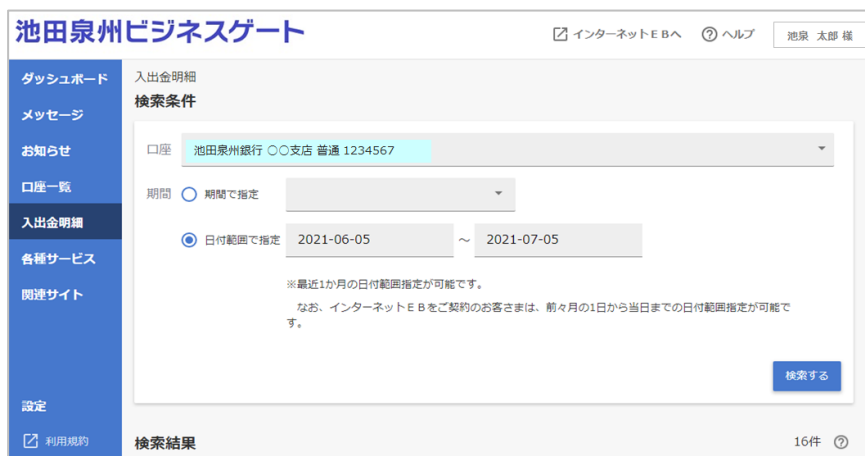 池田泉州ビジネスゲート
インターネットＥＢへ
ヘルプ
池泉 太郎 様
ダッシュボード
メッセージ
お知らせ
口座一覧
入出金明細
各種サービス
関連サイト
設定
利用規約
入出金明細
検索条件
口座 池田泉州銀行 〇〇支店 普通 1234567
期間 期間で指定
日付範囲で指定 2021-06-05 ～ 2021-07-05
※最近1か月の日付範囲指定が可能です。
なお、インターネットＥＢをご契約のお客さまは、前々月の1日から当日までの日付範囲指定が可能で
す。
検索する
検索結果 16件